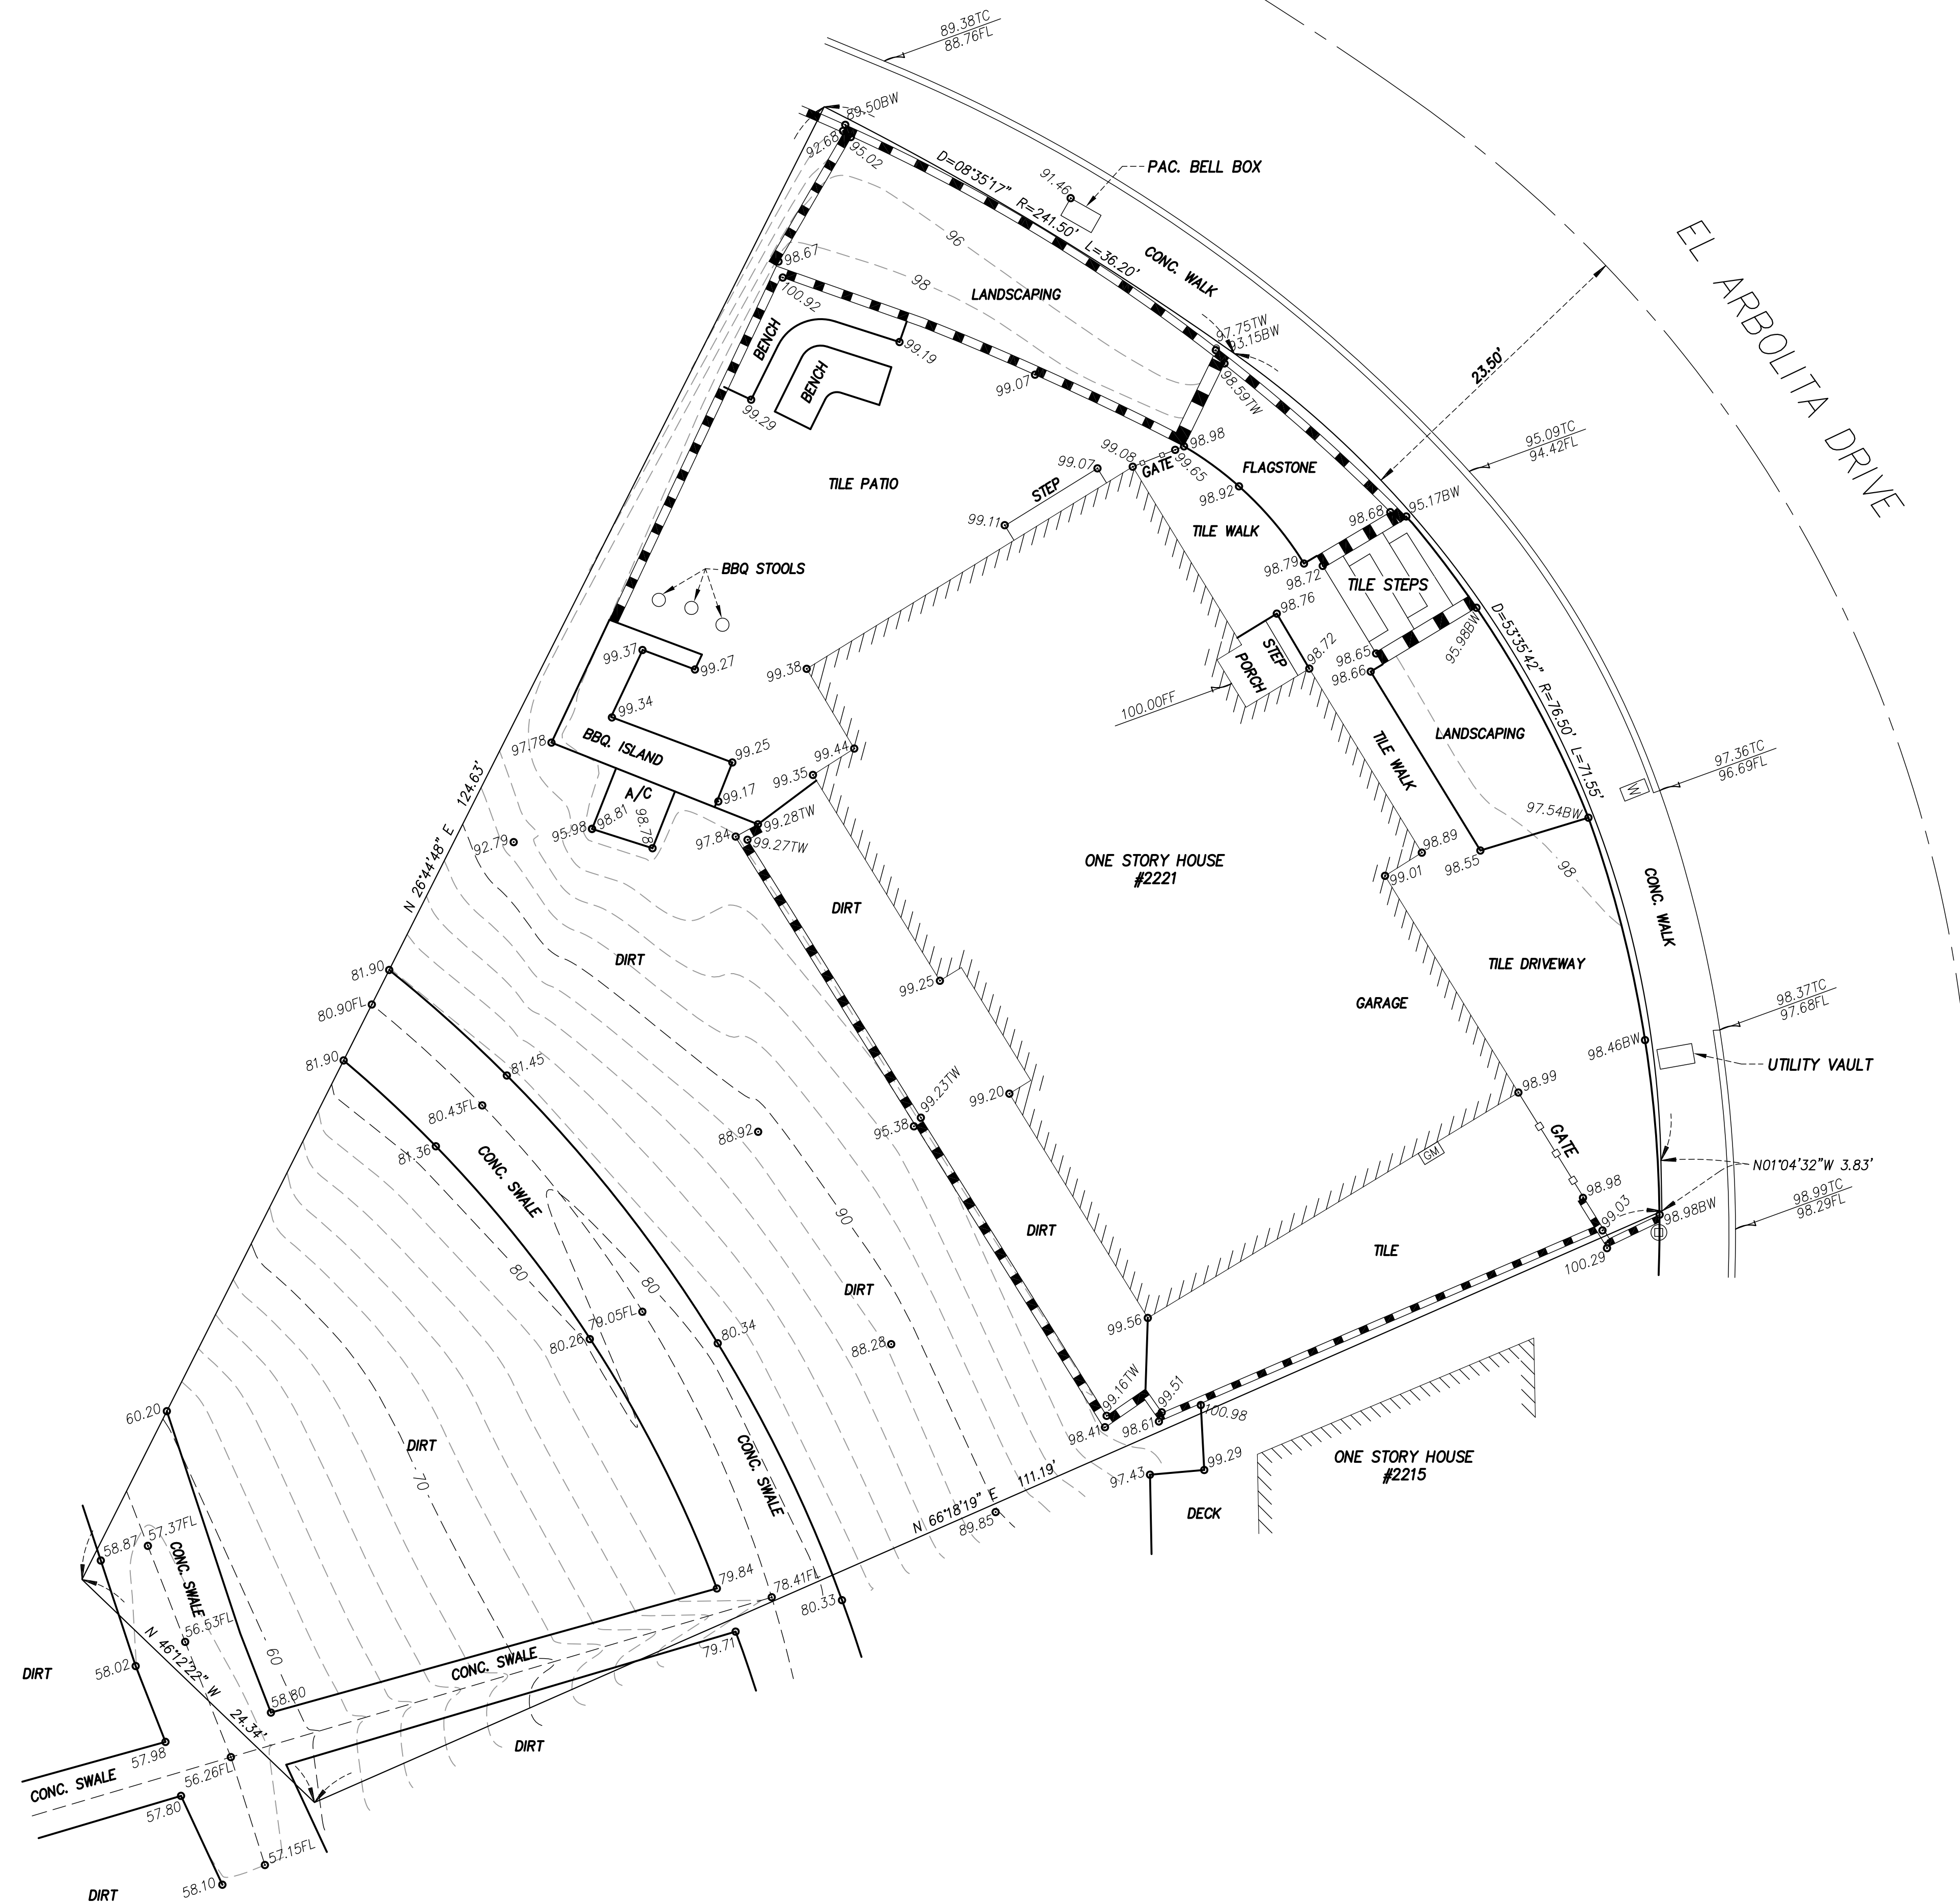 89.38TC
88.76FL
89.50BW
92.68
95.02
D=08°35'17" R=241.50' L=36.20'
91.46
PAC. BELL BOX
EL ARBOLITA DRIVE
CONC. WALK
96
98
98.67
100.92
LANDSCAPING
BENCH
BENCH
99.19
99.29
99.07
97.75TW
93.15BW
98.59TW
23.50'
95.09TC
94.42FL
99.08
GATE
98.98
99.65
99.07
STEP
99.11
TILE PATIO
FLAGSTONE
98.92
TILE WALK
98.68
95.17BW
98.79
98.72
TILE STEPS
BBQ STOOLS
98.76
STEP
PORCH
98.72
98.65
98.66
95.98BW
D=53°35'42" R=76.50' L=71.55'
99.37
99.27
99.38
99.34
100.00FF
BBQ. ISLAND
97.78
99.25
99.44
99.35
TILE WALK
LANDSCAPING
97.36TC
96.69FL
W
124.63'
N 26°44'48" E
A/C
99.17
95.98
98.81
98.78
99.28TW
97.84
99.27TW
97.54BW
92.79
ONE STORY HOUSE
#2221
98.89
98.55
99.01
98
CONC. WALK
DIRT
DIRT
81.90
80.90FL
99.25
GARAGE
TILE DRIVEWAY
98.37TC
97.68FL
98.46BW
UTILITY VAULT
81.90
81.45
80.43FL
81.36
99.23TW
95.38
99.20
98.99
88.92
GM
GATE
CONC. SWALE
N01°04'32"W 3.83'
98.98
99.03
98.99TC
98.29FL
98.98BW
90
DIRT
TILE
100.29
80
80
DIRT
79.05FL
80.26
80.34
88.28
99.56
99.16TW
99.51
98.41
98.61
100.98
60.20
DIRT
70
CONC. SWALE
97.43
99.29
ONE STORY HOUSE
#2215
111.19'
N 66°18'19" E
89.85
DECK
58.87
57.37FL
CONC. SWALE
79.84
78.41FL
80.33
56.53FL
N 46°12'22" W
24.34'
60
79.71
DIRT
58.02
CONC. SWALE
58.80
57.98
DIRT
CONC. SWALE
56.26FL
57.80
57.15FL
58.10
DIRT